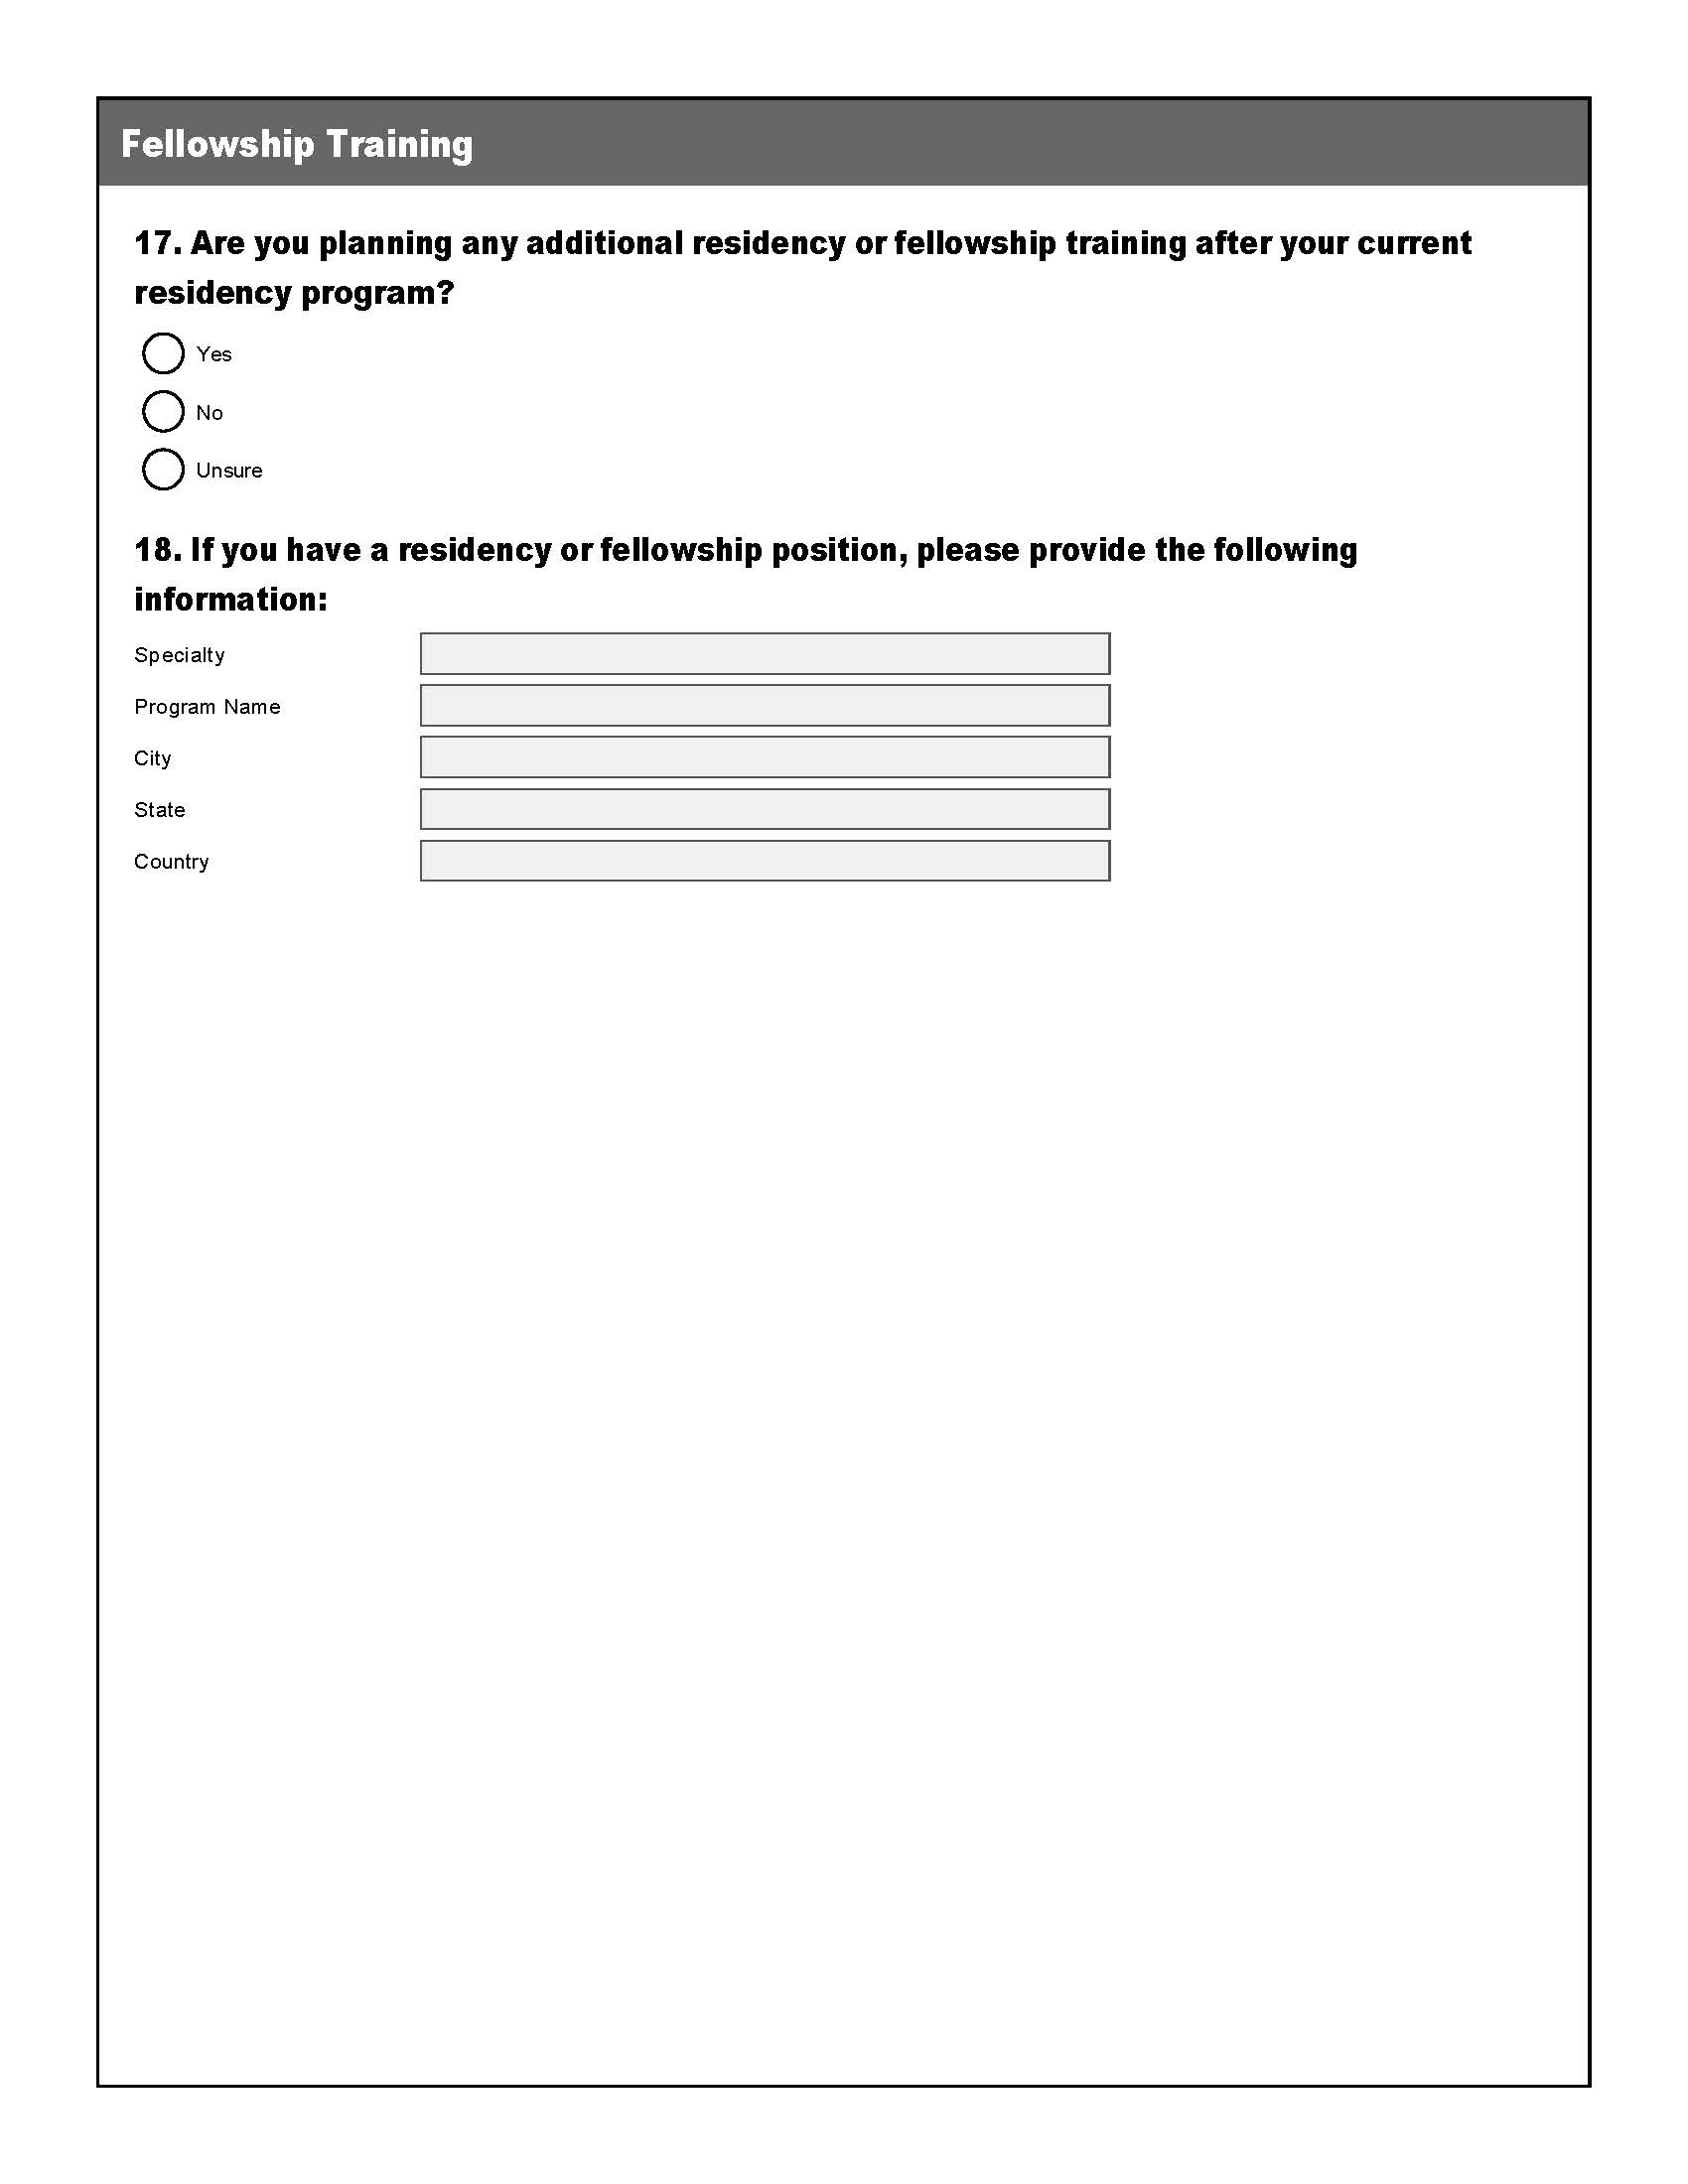 Fellowship Training
17. Are you planning any additional residency or fellowship training after your current
residency program?
Yes
No
Unsure
18. If you have a residency or fellowship position, please provide the following
information:
Specialty
Program Name
City
State
Country